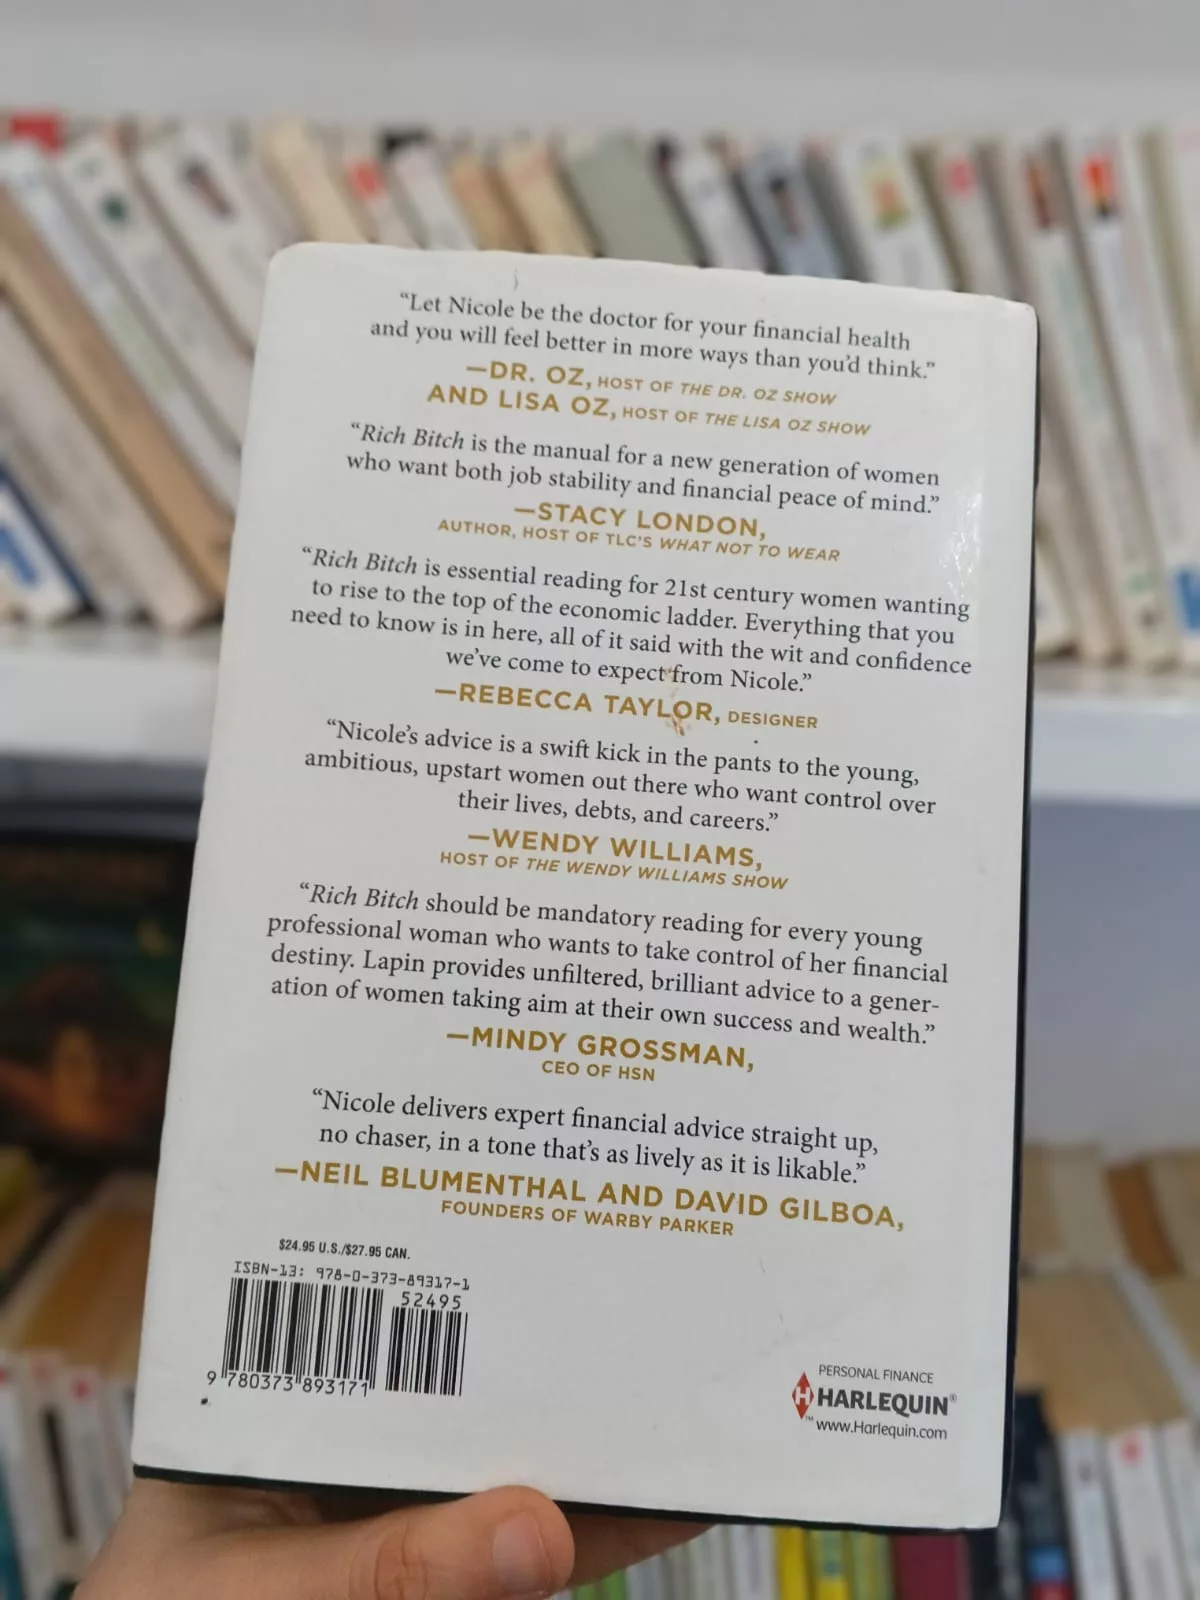 “Let Nicole be the doctor for your financial health
and you will feel better in more ways than you’d think.”
—DR. OZ, HOST OF THE DR. OZ SHOW
AND LISA OZ, HOST OF THE LISA OZ SHOW
“Rich Bitch is the manual for a new generation of women
who want both job stability and financial peace of mind.”
—STACY LONDON,
AUTHOR, HOST OF TLC’S WHAT NOT TO WEAR
“Rich Bitch is essential reading for 21st century women wanting
to rise to the top of the economic ladder. Everything that you
need to know is in here, all of it said with the wit and confidence
we’ve come to expect from Nicole.”
—REBECCA TAYLOR, DESIGNER
“Nicole’s advice is a swift kick in the pants to the young,
ambitious, upstart women out there who want control over
their lives, debts, and careers.”
—WENDY WILLIAMS,
HOST OF THE WENDY WILLIAMS SHOW
“Rich Bitch should be mandatory reading for every young
professional woman who wants to take control of her financial
destiny. Lapin provides unfiltered, brilliant advice to a gener-
ation of women taking aim at their own success and wealth.”
—MINDY GROSSMAN,
CEO OF HSN
“Nicole delivers expert financial advice straight up,
no chaser, in a tone that’s as lively as it is likable.”
—NEIL BLUMENTHAL AND DAVID GILBOA,
FOUNDERS OF WARBY PARKER
$24.95 U.S./$27.95 CAN.
ISBN-13: 978-0-373-89317-1
52495
9 780373 893171
PERSONAL FINANCE
H HARLEQUIN®
™ www.Harlequin.com